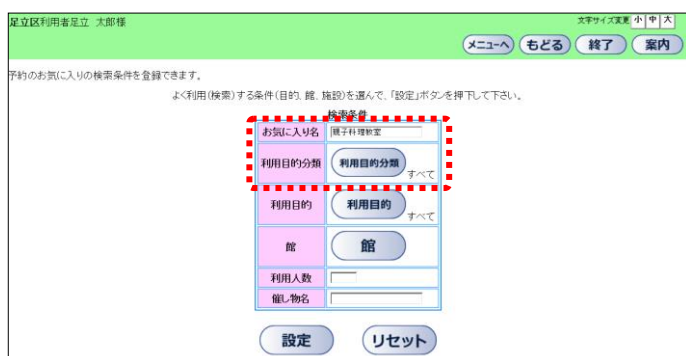 足立区利用者足立 太郎様
文字サイズ変更 小 中 大
メニューへ もどる 終了 案内
予約のお気に入りの検索条件を登録できます。
よく利用(検索)する条件(目的、館、施設)を選んで、「設定」ボタンを押下して下さい。
検索条件
お気に入り名 親子料理教室
利用目的分類 利用目的分類 すべて
利用目的 利用目的 すべて
館 館
利用人数
催し物名
設定 リセット